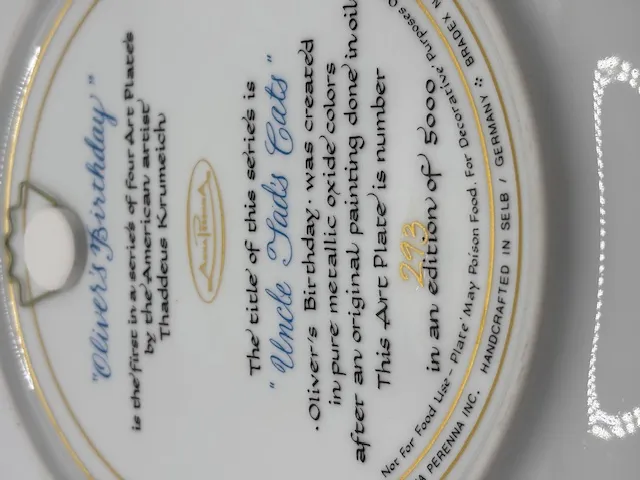 "Oliver's Birthday"
is the first in a series of four Art Plates
by the American artist
Thaddeus Krumeich
Anna Perenna
The title of this series is
"Uncle Tad's Cats"
·Oliver's Birthday· was created
in pure metallic oxide colors
after an original painting done in oil
This Art Plate is number
293
in an edition of 5000
Not For Food Use - Plate May Poison Food. For Decorative Purposes
PERENNA INC. HANDCRAFTED IN SELB / GERMANY ·:· BRADEX